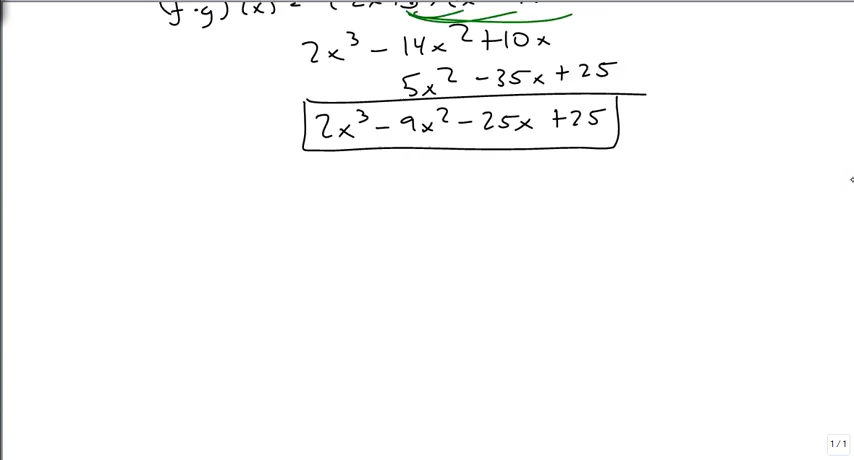 (f·g)(x) =
2x³ - 14x² + 10x
5x² - 35x + 25
2x³ - 9x² - 25x + 25
1 / 1